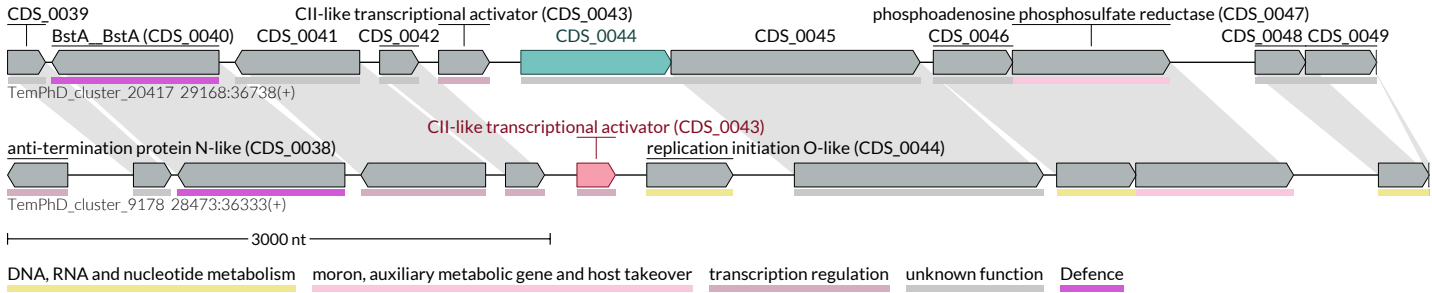 CDS_0039 CII-like transcriptional activator (CDS_0043) phosphoadenosine phosphosulfate reductase (CDS_0047)
BstA__BstA (CDS_0040) CDS_0041 CDS_0042 CDS_0044 CDS_0045 CDS_0046 CDS_0048 CDS_0049
TemPhD_cluster_20417 29168:36738(+)
CII-like transcriptional activator (CDS_0043)
anti-termination protein N-like (CDS_0038) replication initiation O-like (CDS_0044)
TemPhD_cluster_9178 28473:36333(+)
3000 nt
DNA, RNA and nucleotide metabolism moron, auxiliary metabolic gene and host takeover transcription regulation unknown function Defence